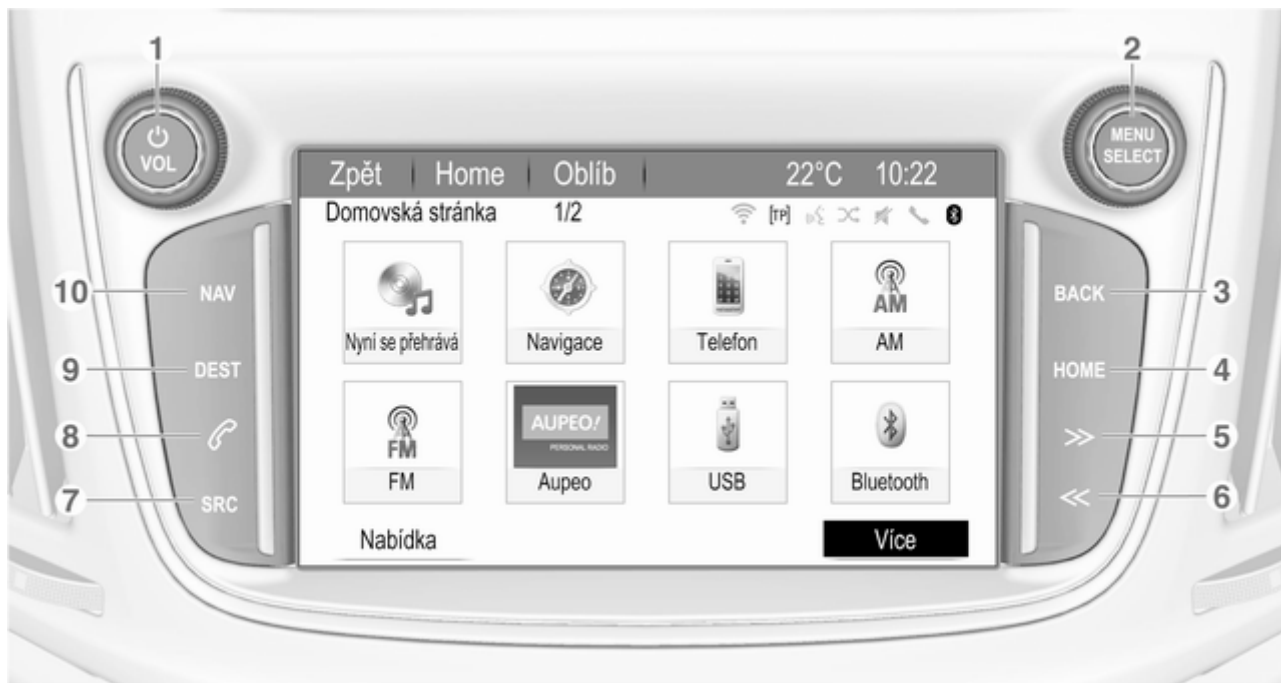 1
2
VOL
MENU
SELECT
Zpět Home Oblíb 22°C 10:22
Domovská stránka 1/2 [TP]
AM
Nyní se přehrává Navigace Telefon AM
10 NAV
BACK 3
9 DEST
HOME 4
8
5
7 SRC
6
FM
AUPEO!
PERSONAL RADIO
FM Aupeo USB Bluetooth
Nabídka Více